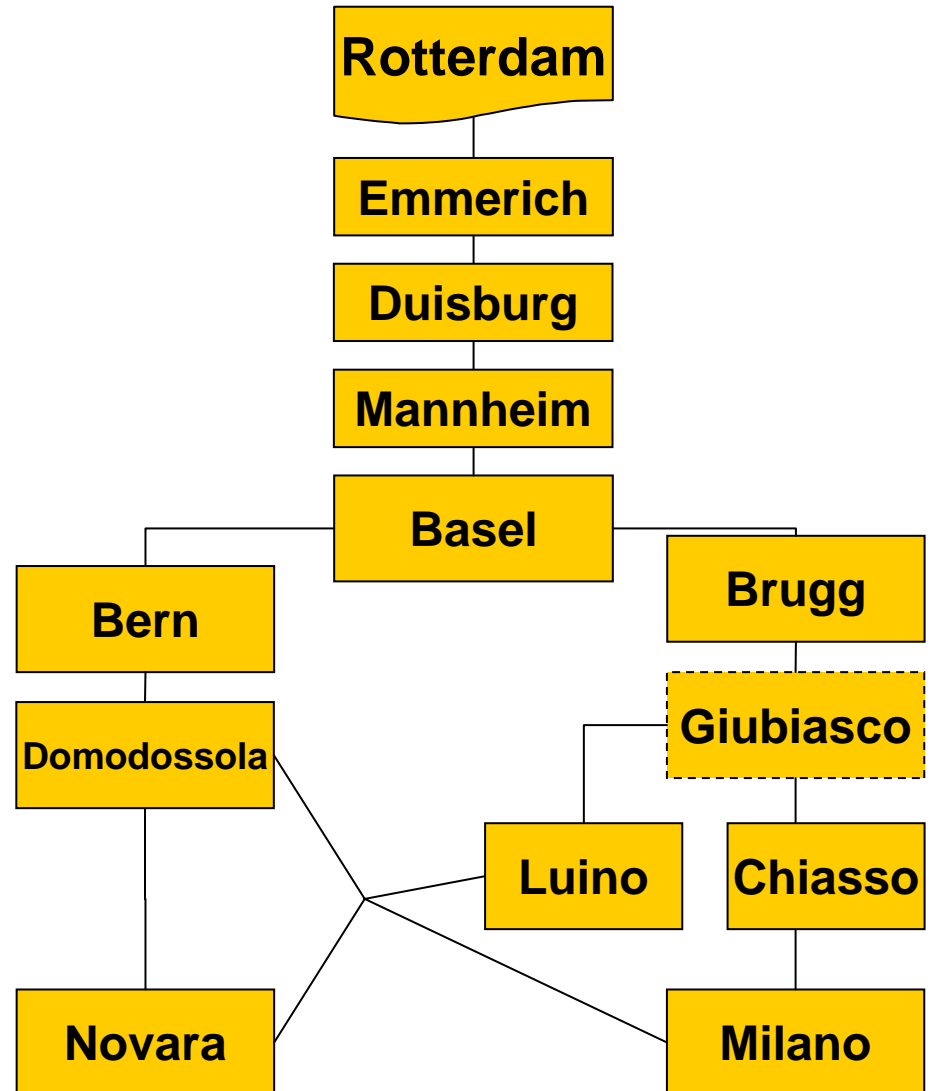 Rotterdam
Emmerich
Duisburg
Mannheim
Basel
Bern
Brugg
Domodossola
Giubiasco
Luino
Chiasso
Novara
Milano